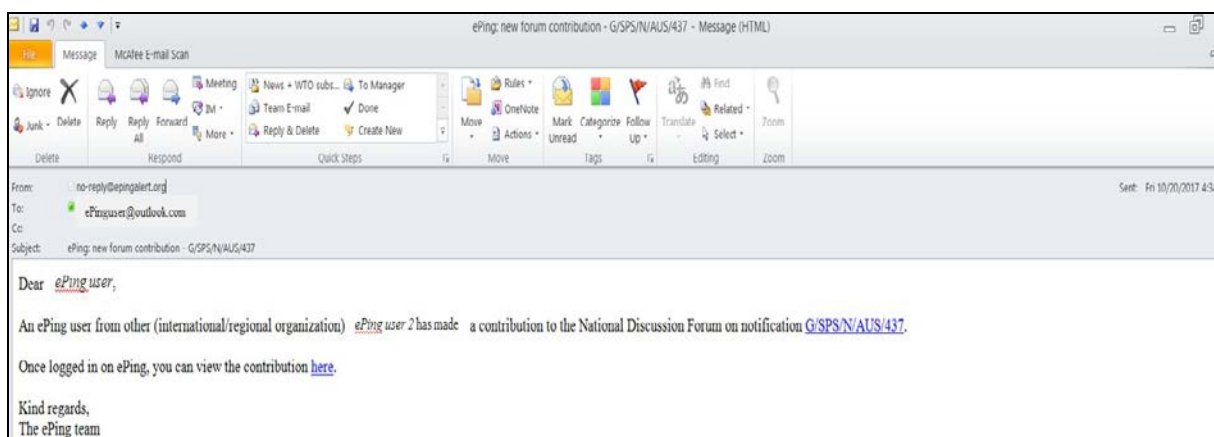 ePing: new forum contribution - G/SPS/N/AUS/437 - Message (HTML)
File Message McAfee E-mail Scan
Ignore Delete Junk
Reply Reply All Forward Meeting IM More
News + WTO subs... To Manager
Team E-mail Done
Reply & Delete Create New
Move Rules OneNote Actions
Mark Unread Categorize Follow Up
Translate Find Related Select
Zoom
Delete Respond Quick Steps Move Tags Editing Zoom
From: no-reply@epingalert.org
Sent: Fri 10/20/2017
To: ePinguser@outlook.com
Cc:
Subject: ePing: new forum contribution - G/SPS/N/AUS/437
Dear ePing user,
An ePing user from other (international/regional organization) ePing user 2 has made a contribution to the National Discussion Forum on notification G/SPS/N/AUS/437.
Once logged in on ePing, you can view the contribution here.
Kind regards,
The ePing team